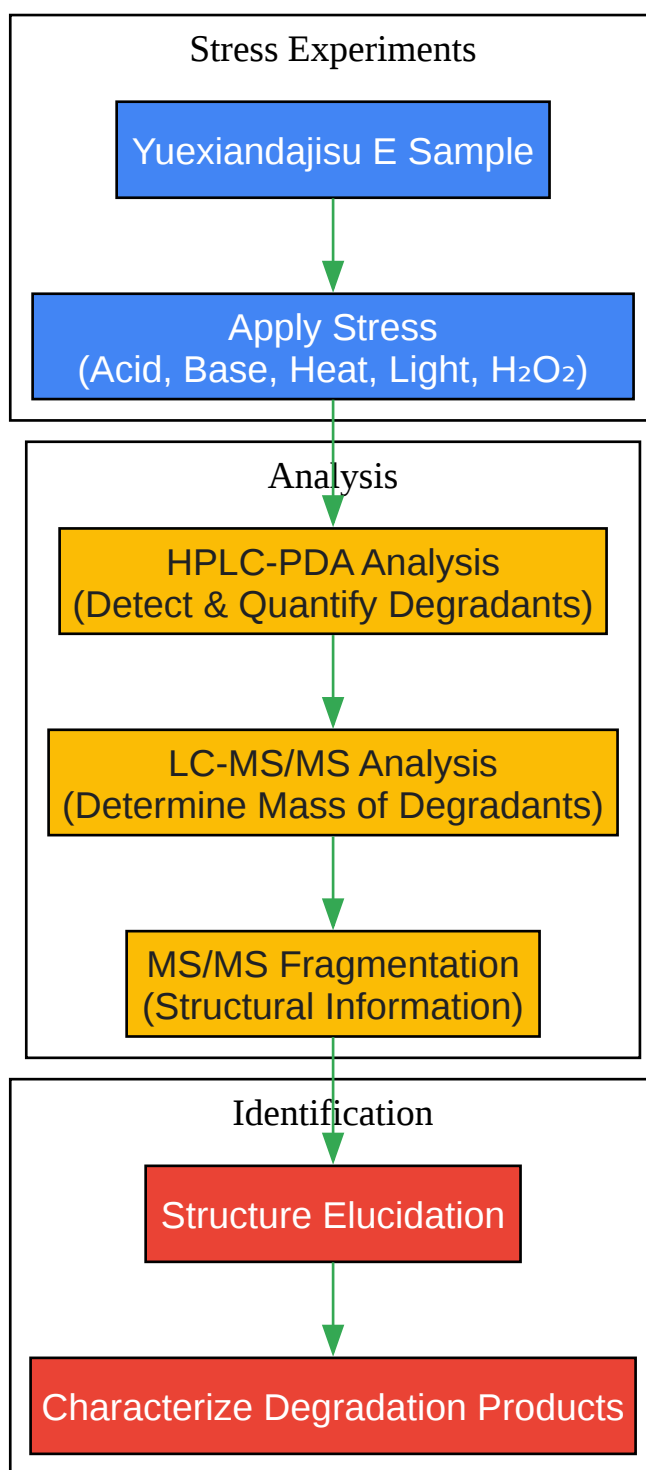 Stress Experiments
Yuexiandajisu E Sample
Apply Stress
(Acid, Base, Heat, Light, H₂O₂)
Analysis
HPLC-PDA Analysis
(Detect & Quantify Degradants)
LC-MS/MS Analysis
(Determine Mass of Degradants)
MS/MS Fragmentation
(Structural Information)
Identification
Structure Elucidation
Characterize Degradation Products